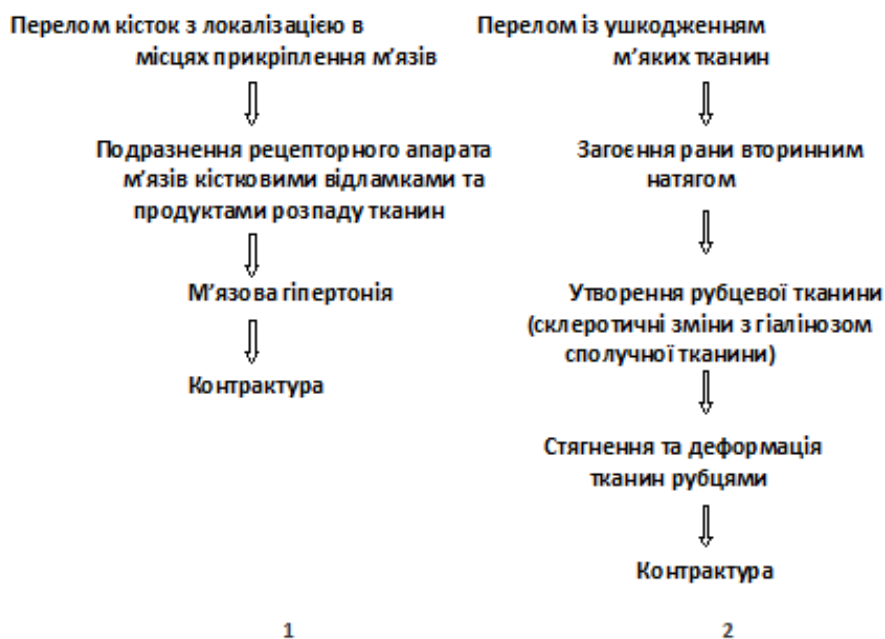 Перелом кісток з локалізацією в
місцях прикріплення м’язів
Подразнення рецепторного апарата
м’язів кістковими відламками та
продуктами розпаду тканин
М’язова гіпертонія
Контрактура
1
Перелом із ушкодженням
м’яких тканин
Загоєння рани вторинним
натягом
Утворення рубцевої тканини
(склеротичні зміни з гіалінозом
сполучної тканини)
Стягнення та деформація
тканин рубцями
Контрактура
2